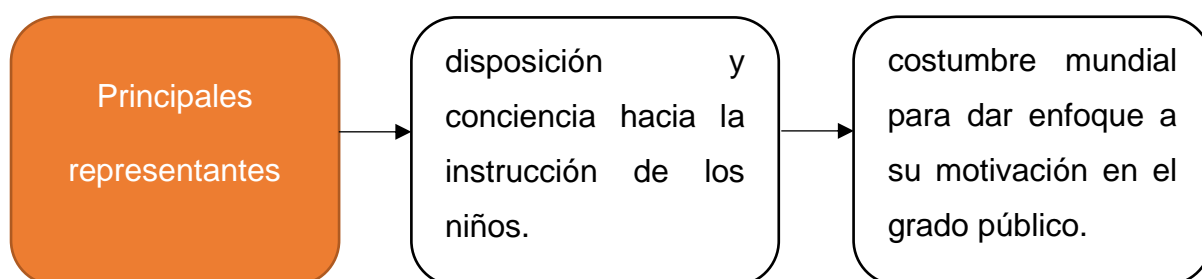 Principales
representantes
disposición y
conciencia hacia la
instrucción de los
niños.
costumbre mundial
para dar enfoque a
su motivación en el
grado público.